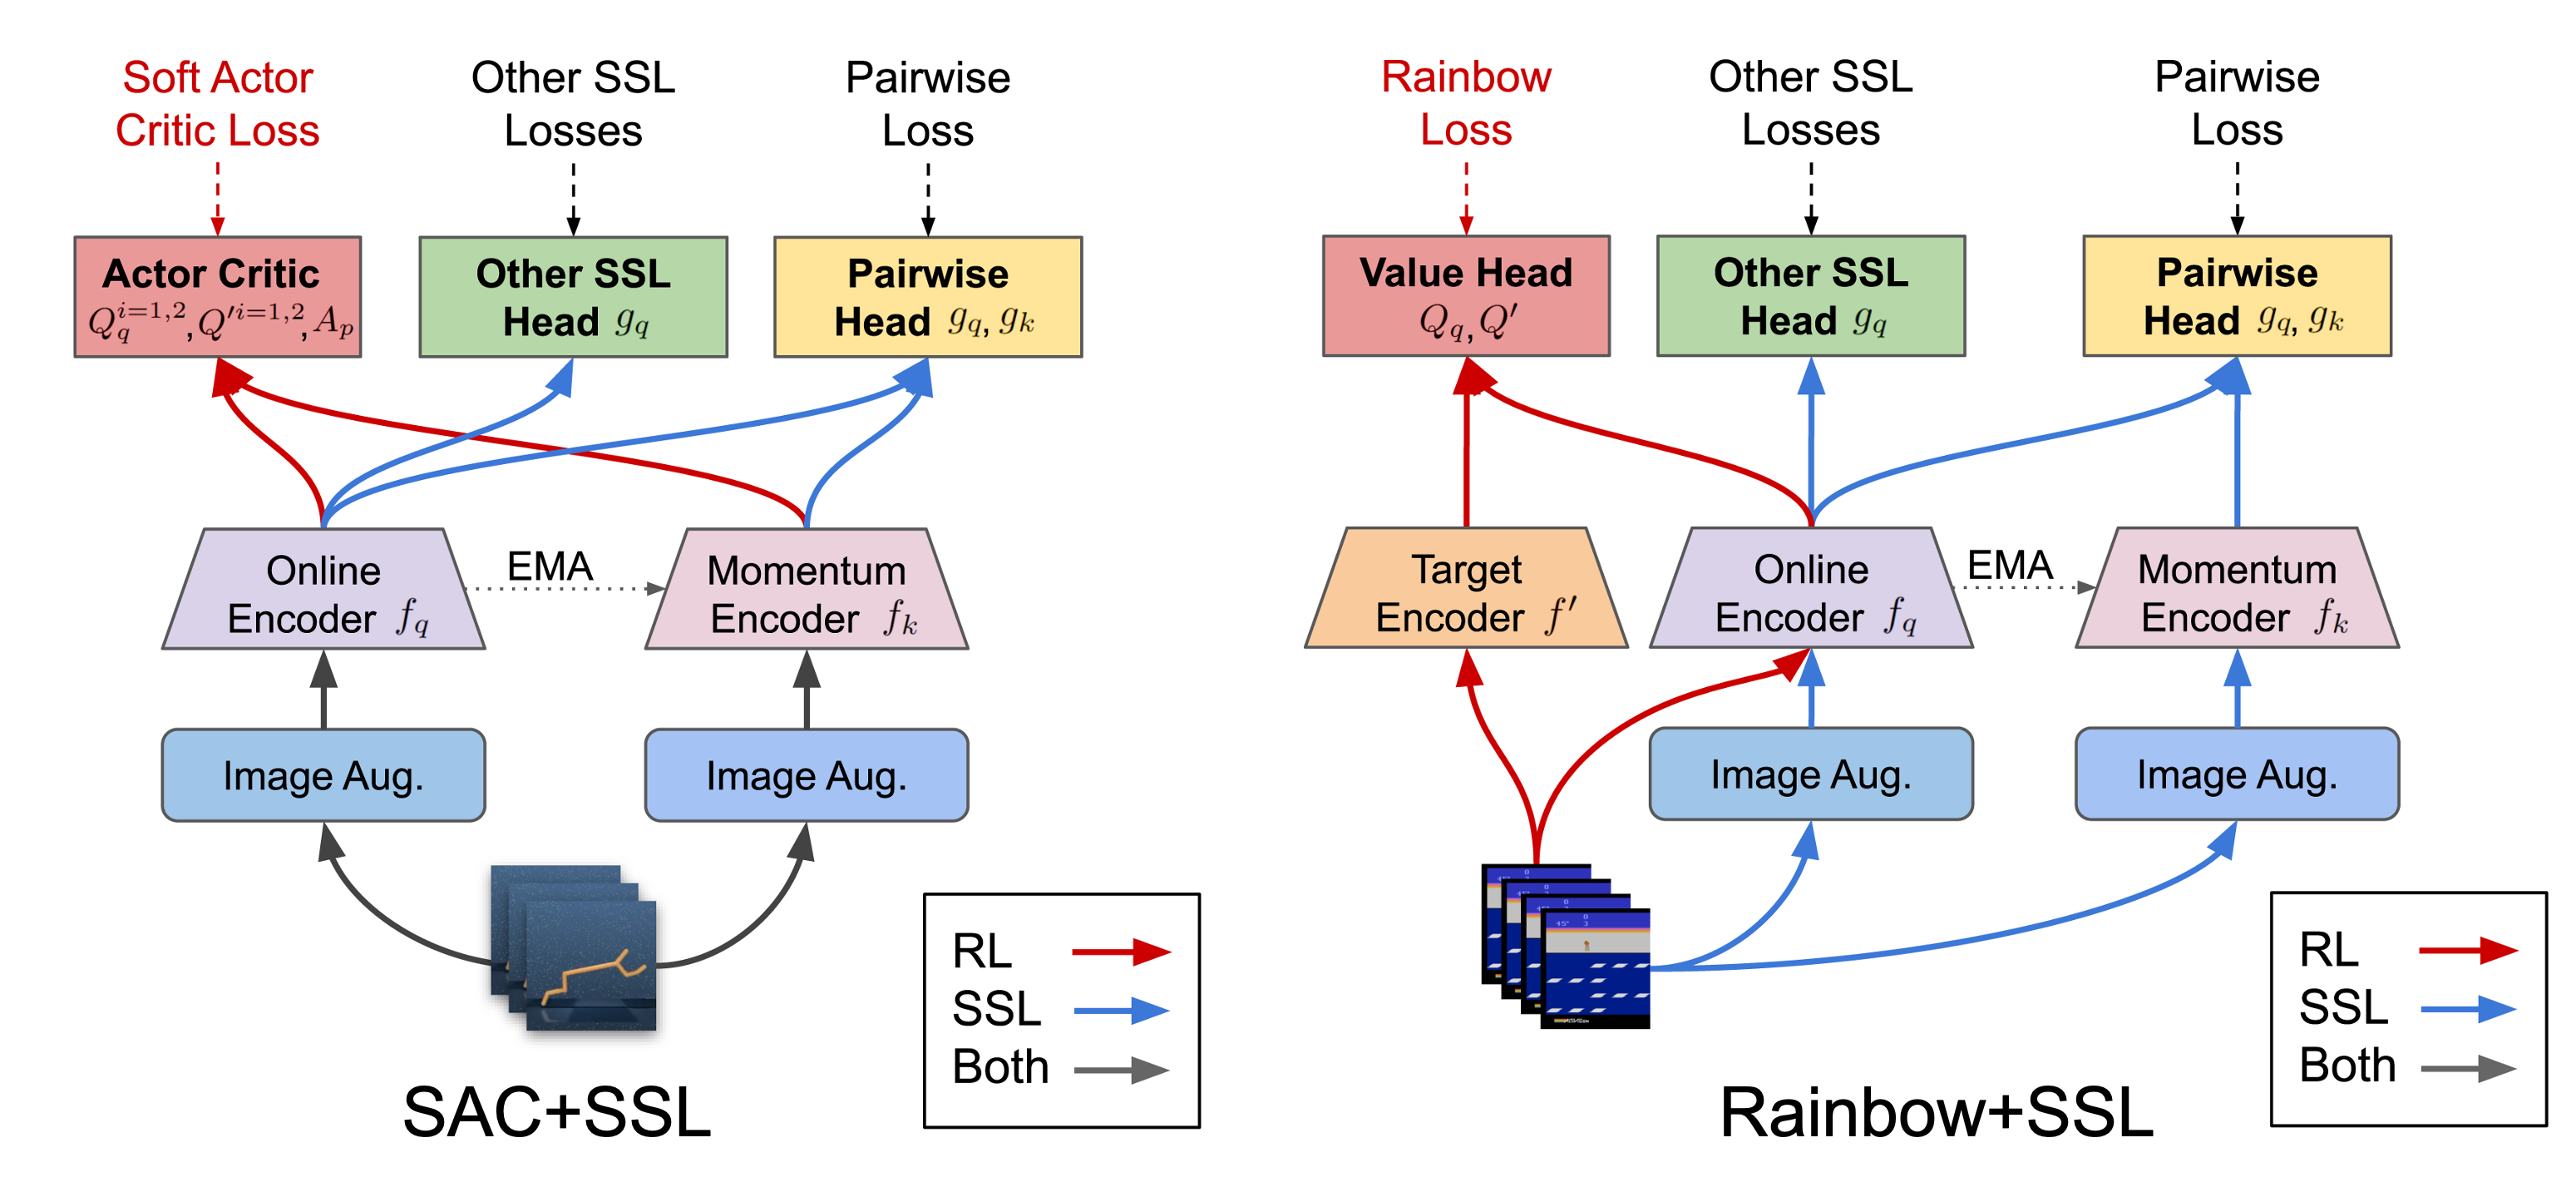 Soft Actor
Critic Loss
Other SSL
Losses
Pairwise
Loss
Actor Critic
Q_q^{i=1,2}, Q'^{i=1,2}, A_p
Other SSL
Head g_q
Pairwise
Head g_q, g_k
Online
Encoder f_q
EMA
Momentum
Encoder f_k
Image Aug.
Image Aug.
RL
SSL
Both
SAC+SSL
Rainbow
Loss
Other SSL
Losses
Pairwise
Loss
Value Head
Q_q, Q'
Other SSL
Head g_q
Pairwise
Head g_q, g_k
Target
Encoder f'
Online
Encoder f_q
EMA
Momentum
Encoder f_k
Image Aug.
Image Aug.
RL
SSL
Both
Rainbow+SSL